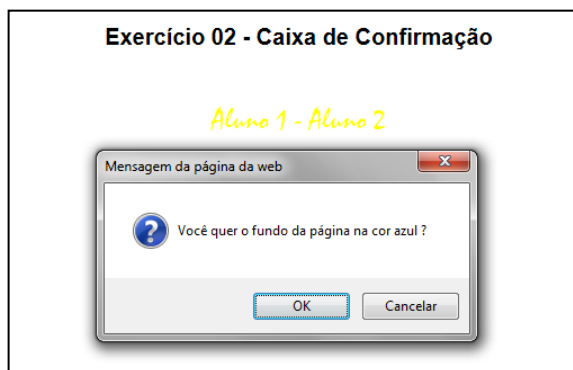 Exercício 02 - Caixa de Confirmação
Aluno 1 - Aluno 2
Mensagem da página da web
Você quer o fundo da página na cor azul ?
OK Cancelar